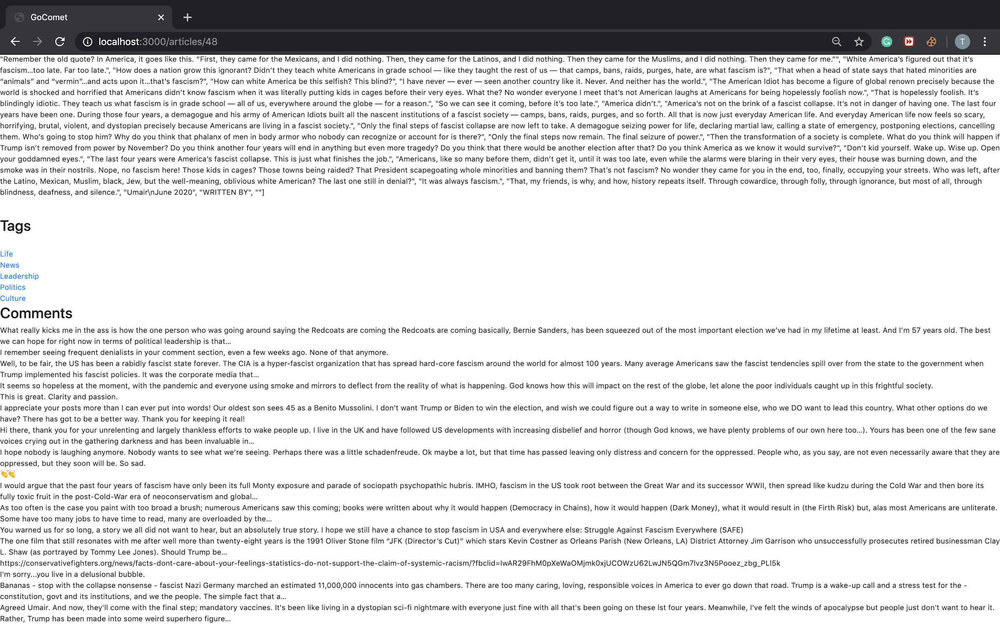 GoComet
localhost:3000/articles/48
T
"Remember the old quote? In America, it goes like this. “First, they came for the Mexicans, and I did nothing. Then, they came for the Latinos, and I did nothing. Then they came for the Muslims, and I did nothing. Then they came for me.”", "White America’s figured out that it’s
fascism…too late. Far too late.", "How does a nation grow this ignorant? Didn’t they teach white Americans in grade school — like they taught the rest of us — that camps, bans, raids, purges, hate, are what fascism is?", "That when a head of state says that hated minorities are
“animals” and “vermin”…and acts upon it…that’s fascism?", "How can white America be this selfish? This blind?", "I have never — ever — seen another country like it. Never. And neither has the world.", "The American Idiot has become a figure of global renown precisely because the
world is shocked and horrified that Americans didn’t know fascism when it was literally putting kids in cages before their very eyes. What the? No wonder everyone I meet that’s not American laughs at Americans for being hopelessly foolish now.", "That is hopelessly foolish. It’s
blindingly idiotic. They teach us what fascism is in grade school — all of us, everywhere around the globe — for a reason.", "So we can see it coming, before it’s too late.", "America didn’t.", "America’s not on the brink of a fascist collapse. It’s not in danger of having one. The last four
years have been one. During those four years, a demagogue and his army of American Idiots built all the nascent institutions of a fascist society — camps, bans, raids, purges, and so forth. All that is now just everyday American life. And everyday American life now feels so scary,
horrifying, brutal, violent, and dystopian precisely because Americans are living in a fascist society.", "Only the final steps of fascist collapse are now left to take. A demagogue seizing power for life, declaring martial law, calling a state of emergency, postponing elections, cancelling
them. Who’s going to stop him? Why do you think that phalanx of men in body armor who nobody can recognize or account for is there?", "Only the final steps now remain. The final seizure of power.", "Then the transformation of a society is complete. What do you think will happen if
Trump isn’t removed from power by November? Do you think another four years will end in anything but even more tragedy? Do you think that there would be another election after that? Do you think America as we know it would survive?", "Don’t kid yourself. Wake up. Wise up. Open
your goddamned eyes.", "The last four years were America’s fascist collapse. This is just what finishes the job.", "Americans, like so many before them, didn’t get it, until it was too late, even while the alarms were blaring in their very eyes, their house was burning down, and the
smoke was in their nostrils. Nope, no fascism here! Those kids in cages? Those towns being raided? That President scapegoating whole minorities and banning them? That’s not fascism? No wonder they came for you in the end, too, finally, occupying your streets. Who was left, after
the Latino, Mexican, Muslim, black, Jew, but the well-meaning, oblivious white American? The last one still in denial?", "It was always fascism.", "That, my friends, is why, and how, history repeats itself. Through cowardice, through folly, through ignorance, but most of all, through
blindness, deafness, and silence.", "Umair\nJune 2020", "WRITTEN BY", ""]
Tags
Life
News
Leadership
Politics
Culture
Comments
What really kicks me in the ass is how the one person who was going around saying the Redcoats are coming the Redcoats are coming basically, Bernie Sanders, has been squeezed out of the most important election we’ve had in my lifetime at least. And I’m 57 years old. The best
we can hope for right now in terms of political leadership is that…
I remember seeing frequent denialists in your comment section, even a few weeks ago. None of that anymore.
Well, to be fair, the US has been a rabidly fascist state forever. The CIA is a hyper-fascist organization that has spread hard-core fascism around the world for almost 100 years. Many average Americans saw the fascist tendencies spill over from the state to the government when
Trump implemented his fascist policies. It was the corporate media that…
It seems so hopeless at the moment, with the pandemic and everyone using smoke and mirrors to deflect from the reality of what is happening. God knows how this will impact on the rest of the globe, let alone the poor individuals caught up in this frightful society.
This is great. Clarity and passion.
I appreciate your posts more than I can ever put into words! Our oldest son sees 45 as a Benito Mussolini. I don't want Trump or Biden to win the election, and wish we could figure out a way to write in someone else, who we DO want to lead this country. What other options do we
have? There has got to be a better way. Thank you for keeping it real!
Hi there, thank you for your unrelenting and largely thankless efforts to wake people up. I live in the UK and have followed US developments with increasing disbelief and horror (though God knows, we have plenty problems of our own here too…). Yours has been one of the few sane
voices crying out in the gathering darkness and has been invaluable in…
I hope nobody is laughing anymore. Nobody wants to see what we’re seeing. Perhaps there was a little schadenfreude. Ok maybe a lot, but that time has passed leaving only distress and concern for the oppressed. People who, as you say, are not even necessarily aware that they are
oppressed, but they soon will be. So sad.
👏👏
I would argue that the past four years of fascism have only been its full Monty exposure and parade of sociopath psychopathic hubris. IMHO, fascism in the US took root between the Great War and its successor WWII, then spread like kudzu during the Cold War and then bore its
fully toxic fruit in the post-Cold-War era of neoconservatism and global…
As too often is the case you paint with too broad a brush; numerous Americans saw this coming; books were written about why it would happen (Democracy in Chains), how it would happen (Dark Money), what it would result in (the Firth Risk) but, alas most Americans are unliterate.
Some have too many jobs to have time to read, many are overloaded by the…
You warned us for so long, a story we all did not want to hear, but an absolutely true story. I hope we still have a chance to stop fascism in USA and everywhere else: Struggle Against Fascism Everywhere (SAFE)
The one film that still resonates with me after well more than twenty-eight years is the 1991 Oliver Stone film “JFK (Director’s Cut)” which stars Kevin Costner as Orleans Parish (New Orleans, LA) District Attorney Jim Garrison who unsuccessfully prosecutes retired businessman Clay
L. Shaw (as portrayed by Tommy Lee Jones). Should Trump be…
https://conservativefighters.org/news/facts-dont-care-about-your-feelings-statistics-do-not-support-the-claim-of-systemic-racism/?fbclid=IwAR29FhM0pXeWaOMjmk0xjUCOWzU62LwJN5QGm7lvz3N5Pooez_zbg_PLl5k
I'm sorry...you live in a delusional bubble.
Bananas - stop with the collapse nonsense - fascist Nazi Germany marched an estimated 11,000,000 innocents into gas chambers. There are too many caring, loving, responsible voices in America to ever go down that road. Trump is a wake-up call and a stress test for the -
constitution, govt and its institutions, and we the people. The simple fact that a…
Agreed Umair. And now, they'll come with the final step; mandatory vaccines. It's been like living in a dystopian sci-fi nightmare with everyone just fine with all that's been going on these lst four years. Meanwhile, I've felt the winds of apocalypse but people just don't want to hear it.
Rather, Trump has been made into some weird superhero figure…